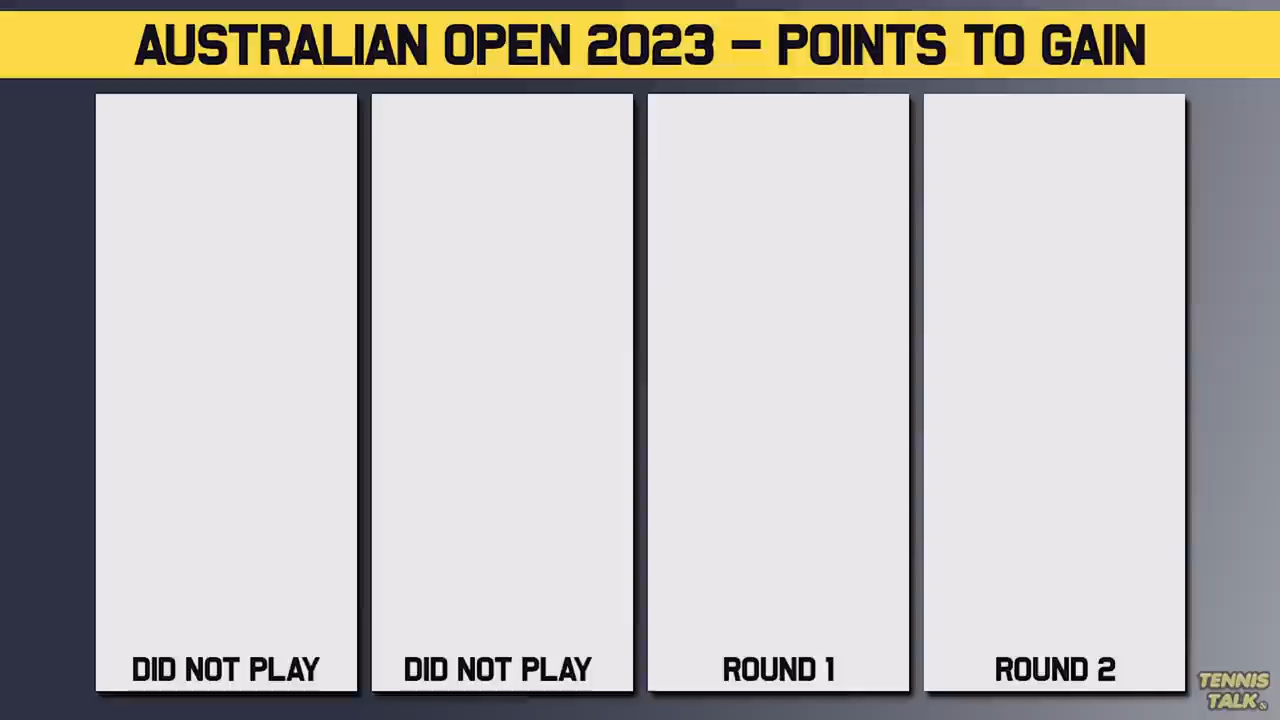 AUSTRALIAN OPEN 2023 – POINTS TO GAIN
DID NOT PLAY
DID NOT PLAY
ROUND 1
ROUND 2
TENNIS
TALK